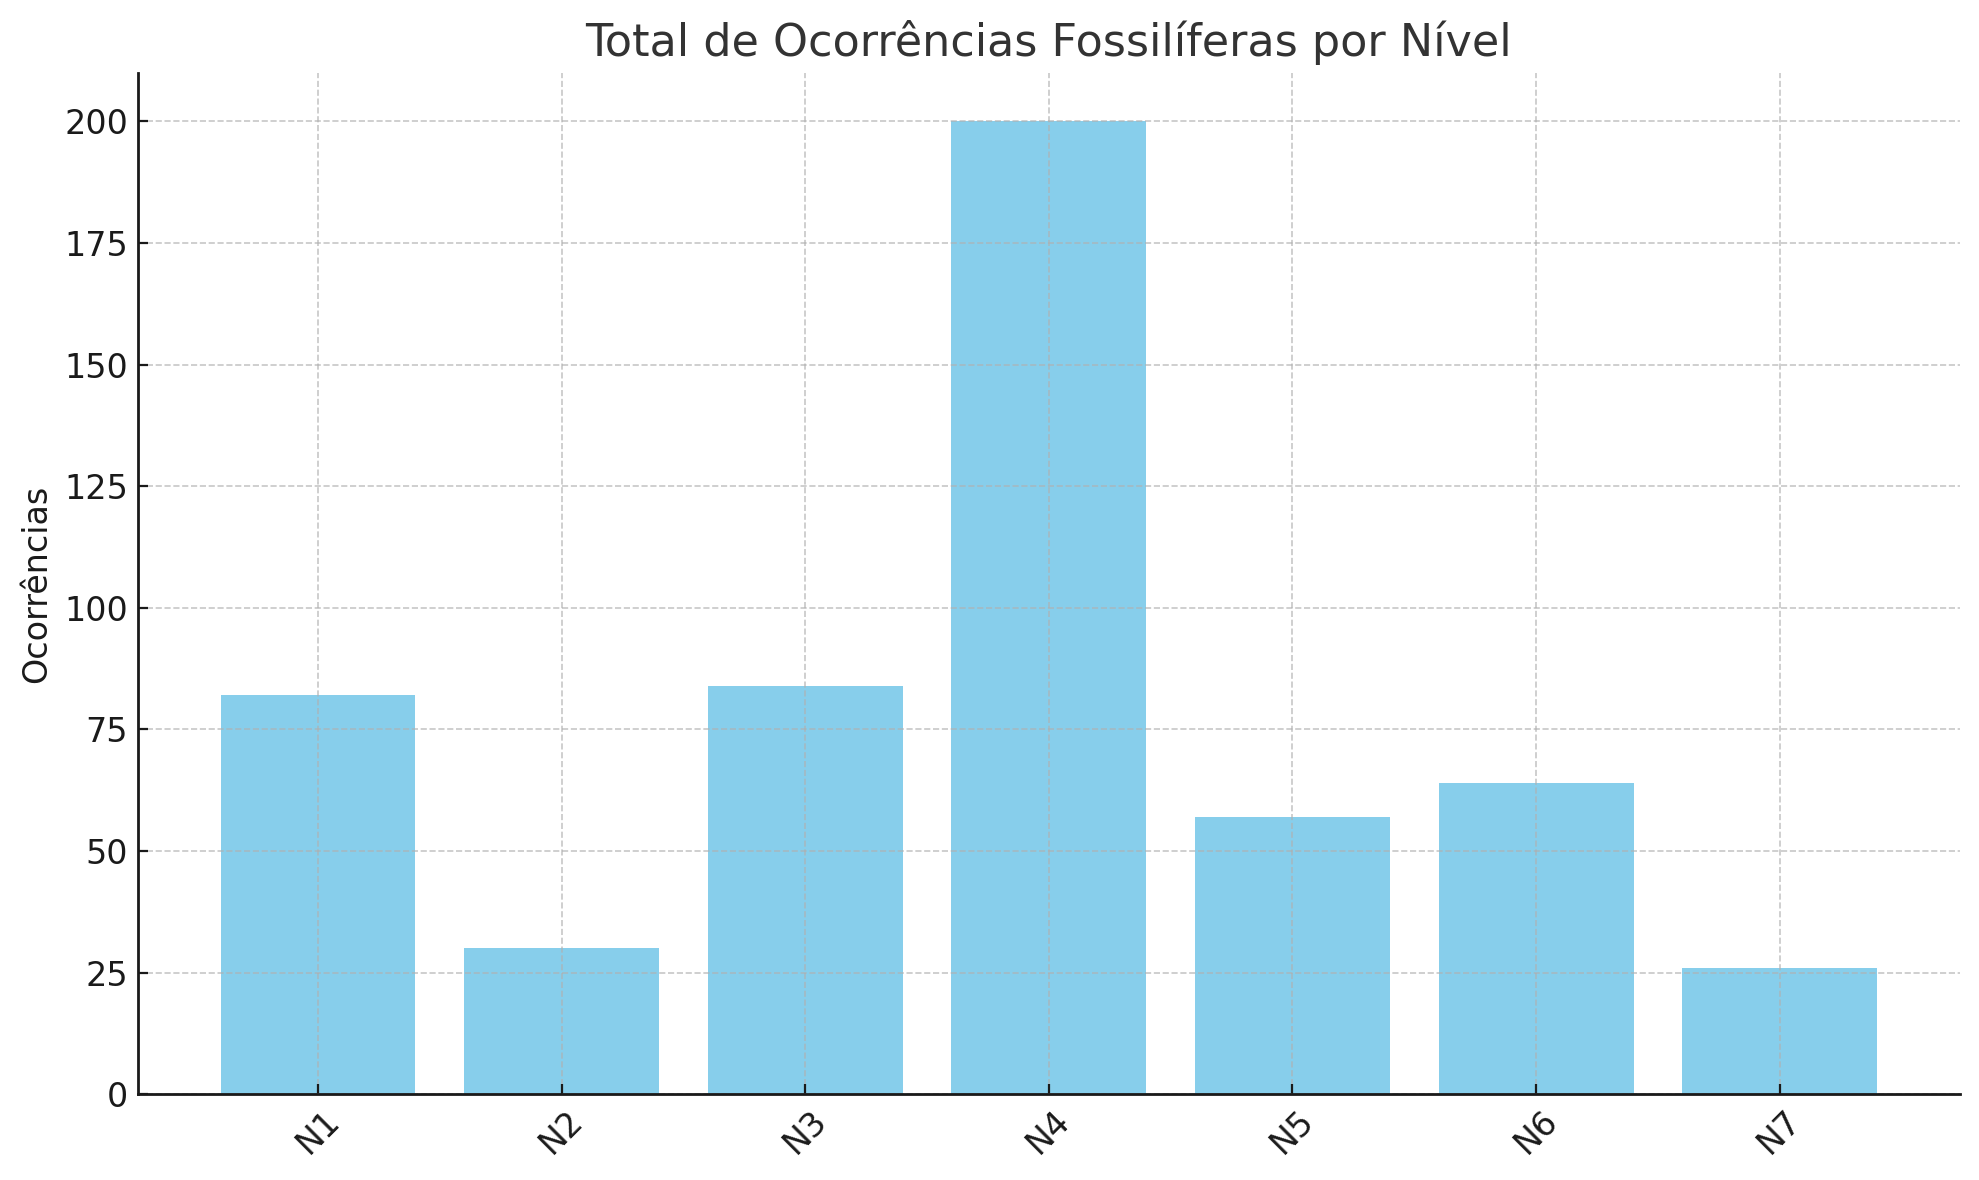 Total de Ocorrências Fossilíferas por Nível
Ocorrências
200
175
150
125
100
75
50
25
0
N1
N2
N3
N4
N5
N6
N7